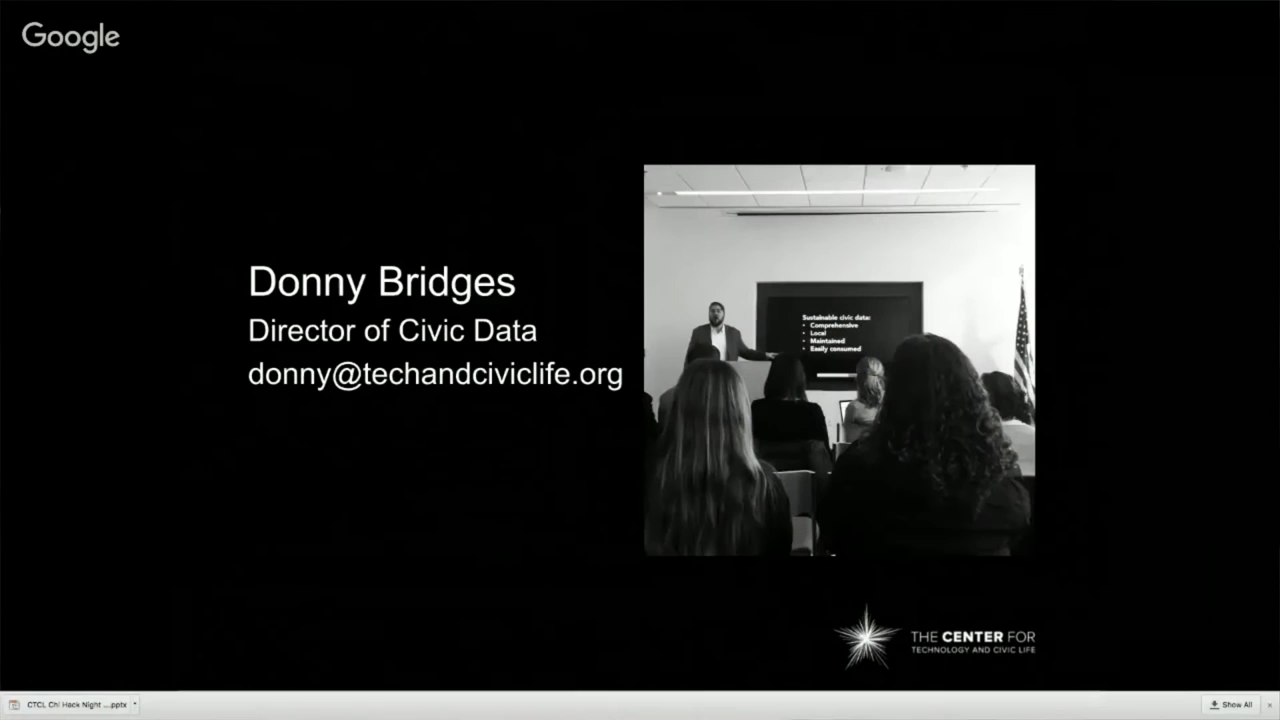 Google
Donny Bridges
Director of Civic Data
donny@techandciviclife.org
Sustainable civic data:
• Comprehensive
• Local
• Maintained
• Easily consumed
THE CENTER FOR
TECHNOLOGY AND CIVIC LIFE
CTCL Chi Hack Night ....pptx
Show All